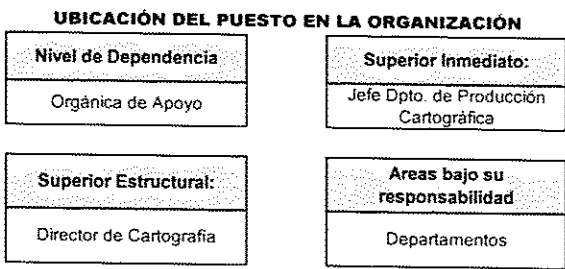 UBICACIÓN DEL PUESTO EN LA ORGANIZACIÓN
Nivel de Dependencia
Orgánica de Apoyo
Superior Inmediato:
Jefe Dpto. de Producción
Cartográfica
Superior Estructural:
Director de Cartografía
Areas bajo su
responsabilidad
Departamentos